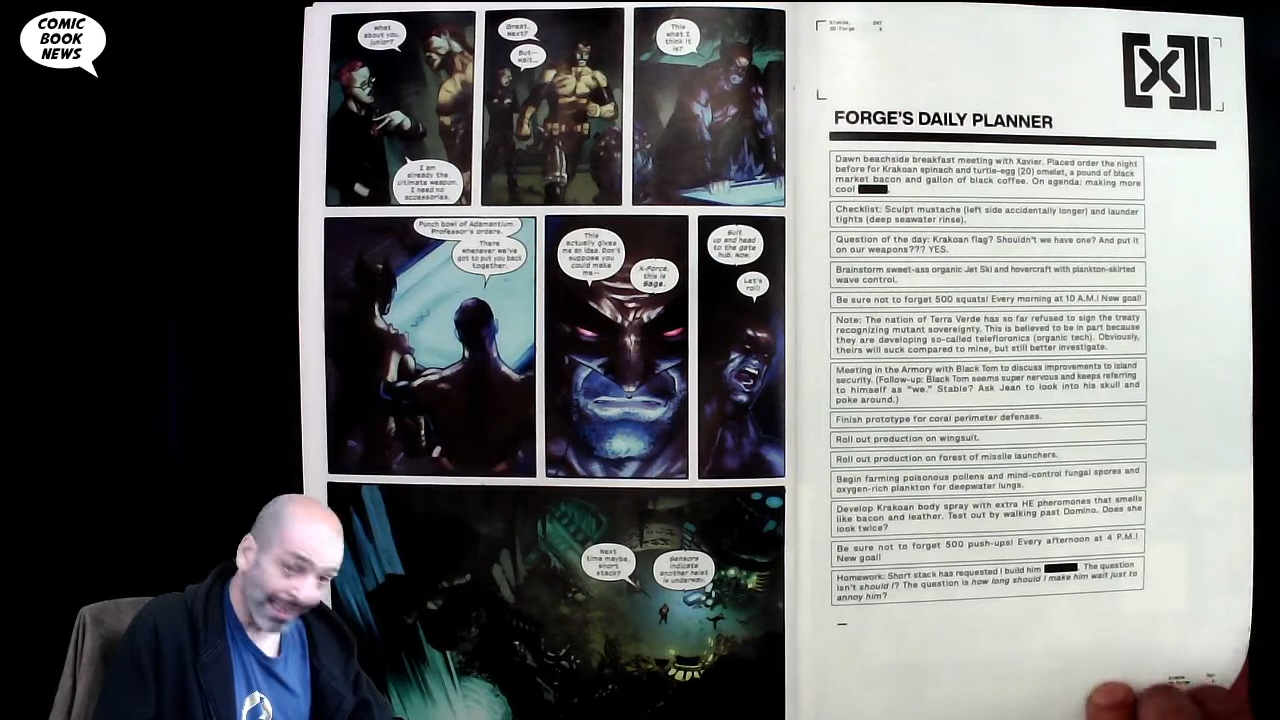 COMIC
BOOK
NEWS
What
about you,
junior?
I am
already the
ultimate weapon.
I need no
accessories.
Great.
Next?
But--
wait...
This
what I
think it
is?
Punch bowl of Adamantium.
Professor's orders.
There
whenever we've
got to put you back
together.
This
actually gives
me an idea. Don't
suppose you
could make
me--
X-Force,
this is
Sage.
Suit
up and head
to the gate
hub. Now.
Let's
roll!
Next
time maybe,
short
stack?
Sensors
indicate
another heist
is underway.
FORGE'S DAILY PLANNER
Dawn beachside breakfast meeting with Xavier. Placed order the night
before for Krakoan spinach and turtle-egg (20) omelet, a pound of black
market bacon and gallon of black coffee. On agenda: making more
cool
Checklist: Sculpt mustache (left side accidentally longer) and launder
tights (deep seawater rinse).
Question of the day: Krakoan flag? Shouldn't we have one? And put it
on our weapons??? YES.
Brainstorm sweet-ass organic Jet Ski and hovercraft with plankton-skirted
wave control.
Be sure not to forget 500 squats! Every morning at 10 A.M.! New goal!
Note: The nation of Terra Verde has so far refused to sign the treaty
recognizing mutant sovereignty. This is believed to be in part because
they are developing so-called telefloronics (organic tech). Obviously,
theirs will suck compared to mine, but still better investigate.
Meeting in the Armory with Black Tom to discuss improvements to island
security. (Follow-up: Black Tom seems super nervous and keeps referring
to himself as "we." Stable? Ask Jean to look into his skull and
poke around.)
Finish prototype for coral perimeter defenses.
Roll out production on wingsuit.
Roll out production on forest of missile launchers.
Begin farming poisonous pollens and mind-control fungal spores and
oxygen-rich plankton for deepwater lungs.
Develop Krakoan body spray with extra HE pheromones that smells
like bacon and leather. Test out by walking past Domino. Does she
look twice?
Be sure not to forget 500 push-ups! Every afternoon at 4 P.M.!
New goal!
Homework: Short stack has requested I build him . The question
isn't should I? The question is how long should I make him wait just to
annoy him?